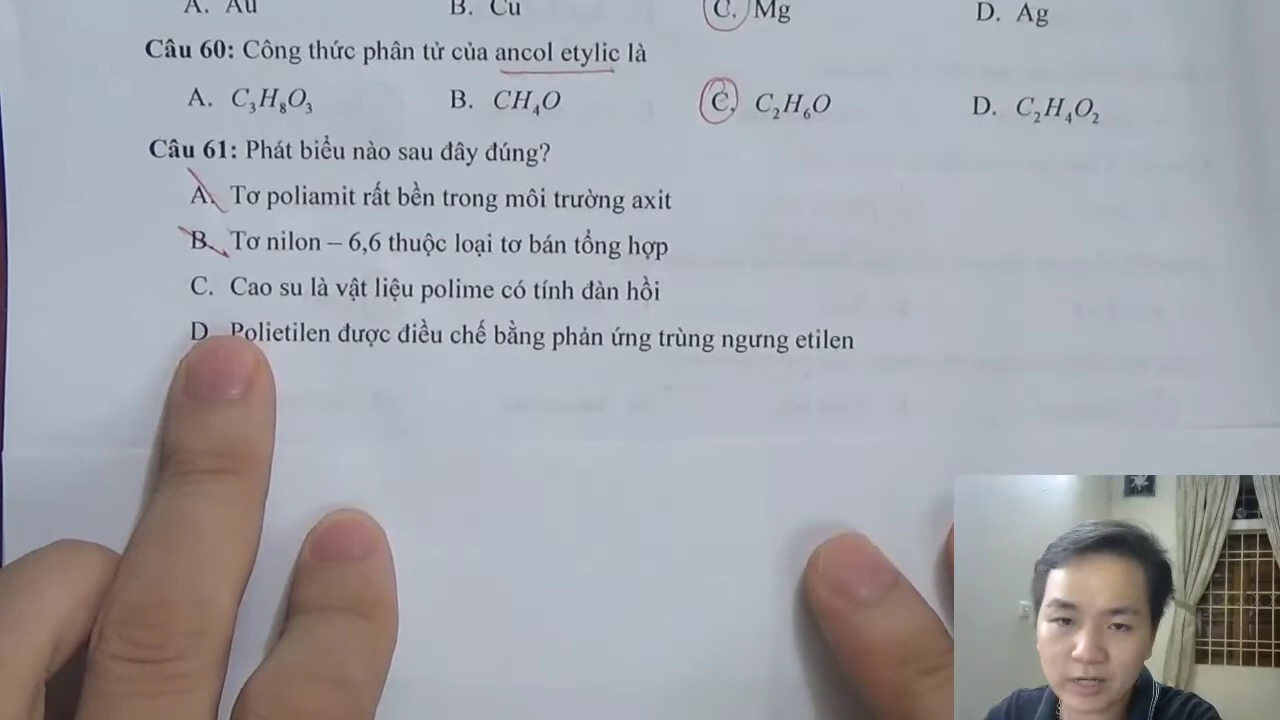 A. Au B. Cu C. Mg D. Ag
Câu 60: Công thức phân tử của ancol etylic là
A. C₃H₈O₃ B. CH₄O C. C₂H₆O D. C₂H₄O₂
Câu 61: Phát biểu nào sau đây đúng?
A. Tơ poliamit rất bền trong môi trường axit
B. Tơ nilon – 6,6 thuộc loại tơ bán tổng hợp
C. Cao su là vật liệu polime có tính đàn hồi
D. Polietilen được điều chế bằng phản ứng trùng ngưng etilen